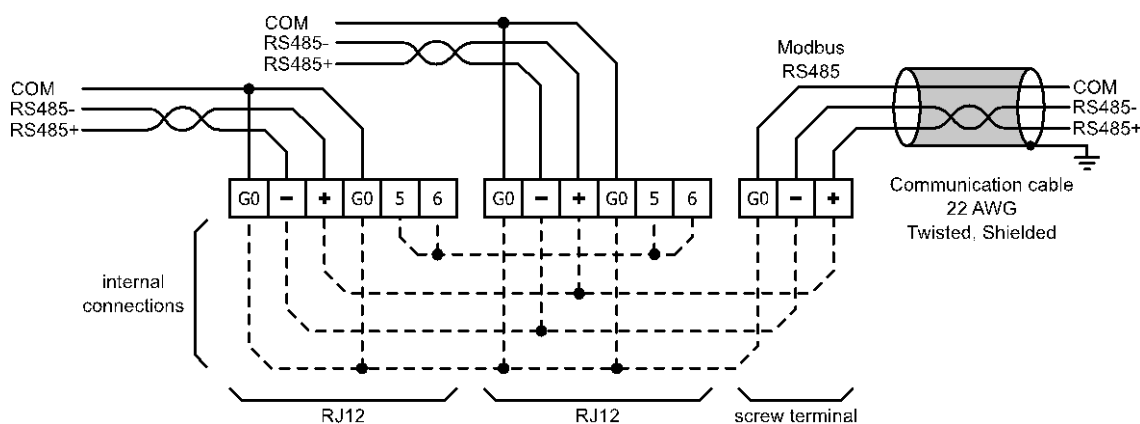 COM
RS485-
RS485+
COM
RS485-
RS485+
Modbus
RS485
COM
RS485-
RS485+
G0 - + G0 5 6
G0 - + G0 5 6
G0 - +
Communication cable
22 AWG
Twisted, Shielded
internal
connections
RJ12
RJ12
screw terminal